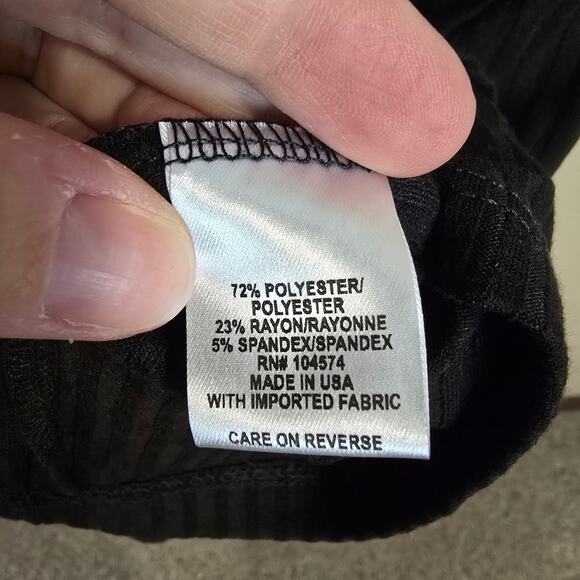 72% POLYESTER/
POLYESTER
23% RAYON/RAYONNE
5% SPANDEX/SPANDEX
RN# 104574
MADE IN USA
WITH IMPORTED FABRIC
CARE ON REVERSE